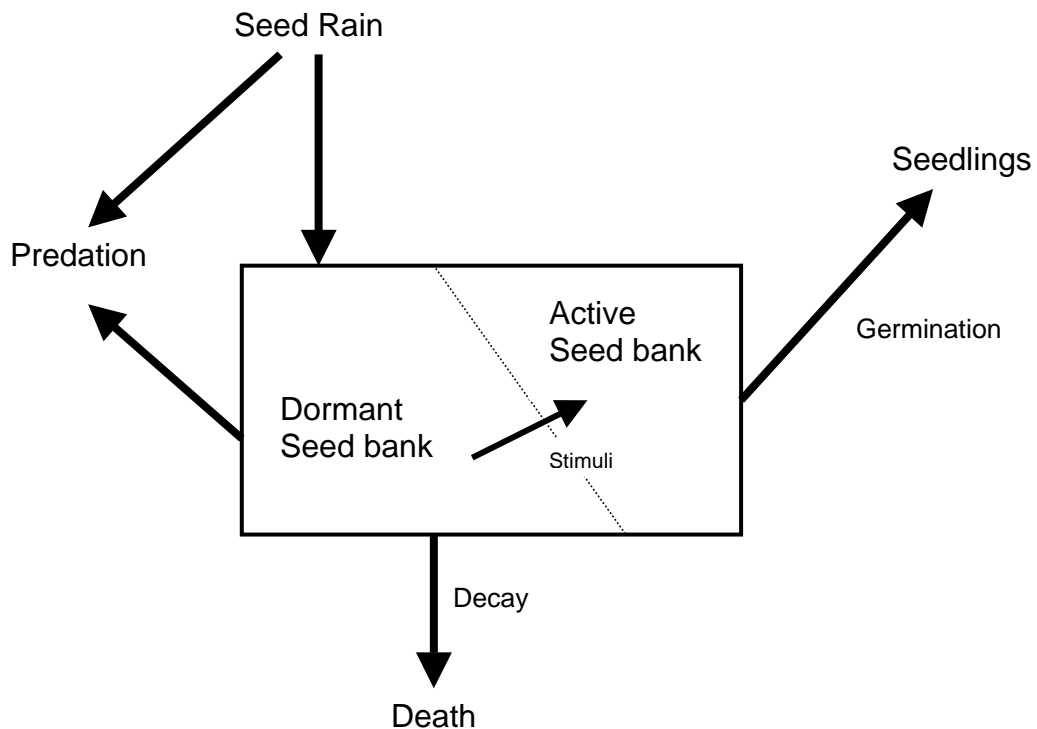 Seed Rain
Seedlings
Predation
Active
Seed bank
Germination
Dormant
Seed bank
Stimuli
Decay
Death